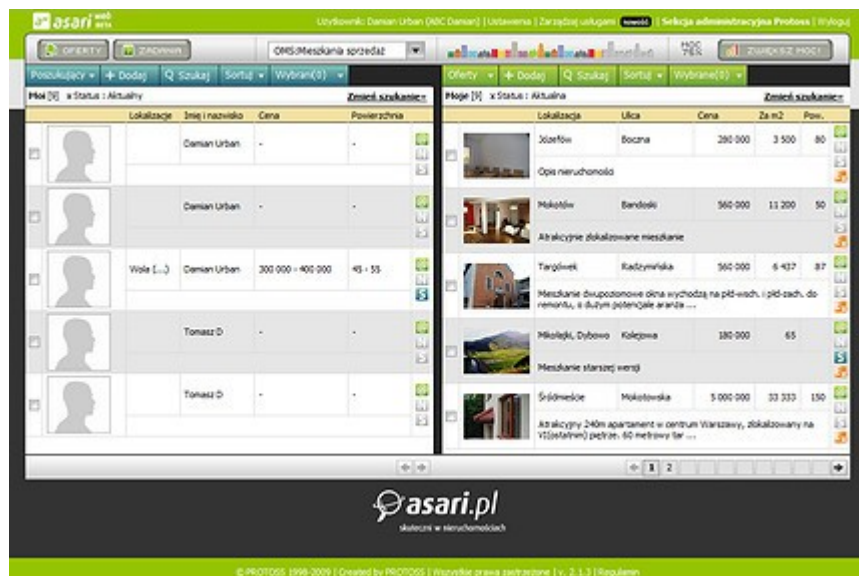 asari web BETA
Użytkownik: Damian Urban (ABC Damian) | Ustawienia | Zarządzaj usługami nowość | Sekcja administracyjna Protoss | Wyloguj
OFERTY ZADANIA OMS:Mieszkania sprzedaż MOC ZWIĘKSZ MOC!
Poszukujący + Dodaj Szukaj Sortuj Wybrani(0)
Moi [9] x Status : Aktualny Zmień szukanie
Lokalizacje Imię i nazwisko Cena Powierzchnia
Damian Urban - -
Damian Urban - -
Wola (...) Damian Urban 300 000 - 400 000 45 - 55
S
Tomasz D - -
Tomasz D - -
Oferty + Dodaj Szukaj Sortuj Wybrane(0)
Moje [9] x Status : Aktualna Zmień szukanie
Lokalizacja Ulica Cena Za m2 Pow.
Józefów Boczna 280 000 3 500 80
Opis nieruchomości
Mokotów Bandoski 560 000 11 200 50
Atrakcyjnie zlokalizowane mieszkanie
Targówek Radzymińska 560 000 6 437 87
Mieszkanie dwupoziomowe okna wychodzą na płd-wsch. i płd-zach. do
remontu, o dużym potencjale aranża ...
Mikołajki, Dybowo Kolejowa 180 000 65
S
Mieszkanie starszej wersji
Śródmieście Mokotowska 5 000 000 33 333 150
Atrakcyjny 240m apartament w centrum Warszawy, zlokalizowany na
VI(ostatnim) piętrze. 60 metrowy tar ...
1 2
asari.pl
skuteczni w nieruchomościach
© PROTOSS 1998-2009 | Created by PROTOSS | Wszystkie prawa zastrzeżone | v. 2.1.3 | Regulamin